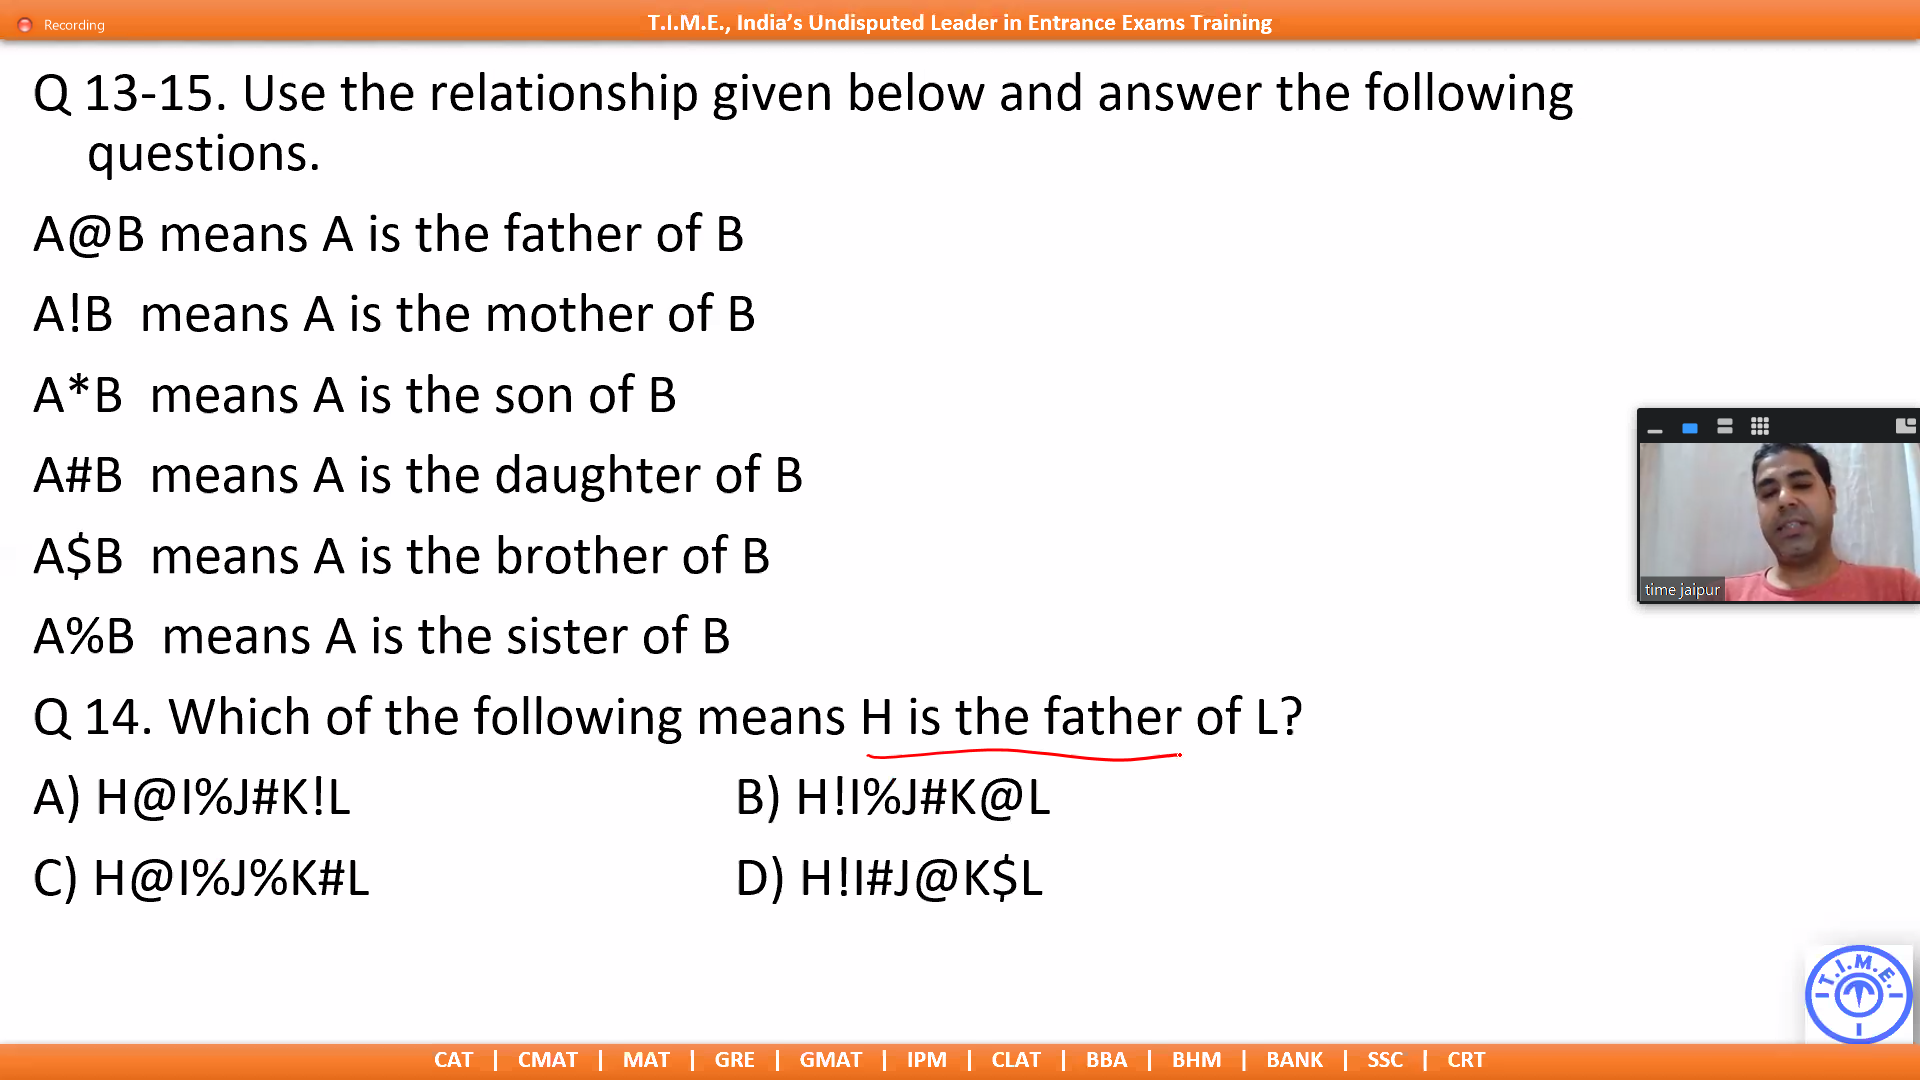 Recording
T.I.M.E., India’s Undisputed Leader in Entrance Exams Training
Q 13-15. Use the relationship given below and answer the following
questions.
A@B means A is the father of B
A!B means A is the mother of B
A*B means A is the son of B
A#B means A is the daughter of B
A$B means A is the brother of B
A%B means A is the sister of B
Q 14. Which of the following means H is the father of L?
A) H@I%J#K!L B) H!I%J#K@L
C) H@I%J%K#L D) H!I#J@K$L
time jaipur
T.I.M.E.
CAT | CMAT | MAT | GRE | GMAT | IPM | CLAT | BBA | BHM | BANK | SSC | CRT